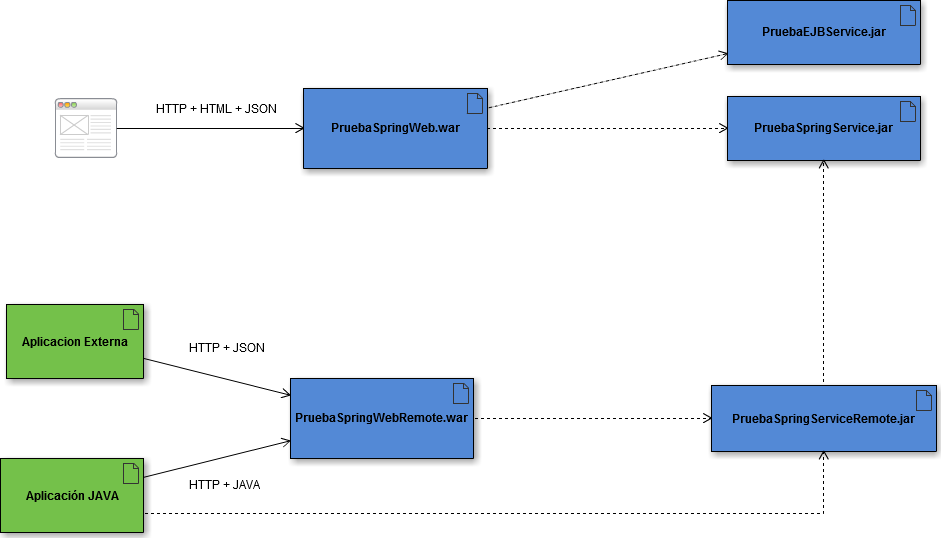 PruebaEJBService.jar
HTTP + HTML + JSON
PruebaSpringWeb.war
PruebaSpringService.jar
Aplicacion Externa
HTTP + JSON
PruebaSpringWebRemote.war
PruebaSpringServiceRemote.jar
HTTP + JAVA
Aplicación JAVA